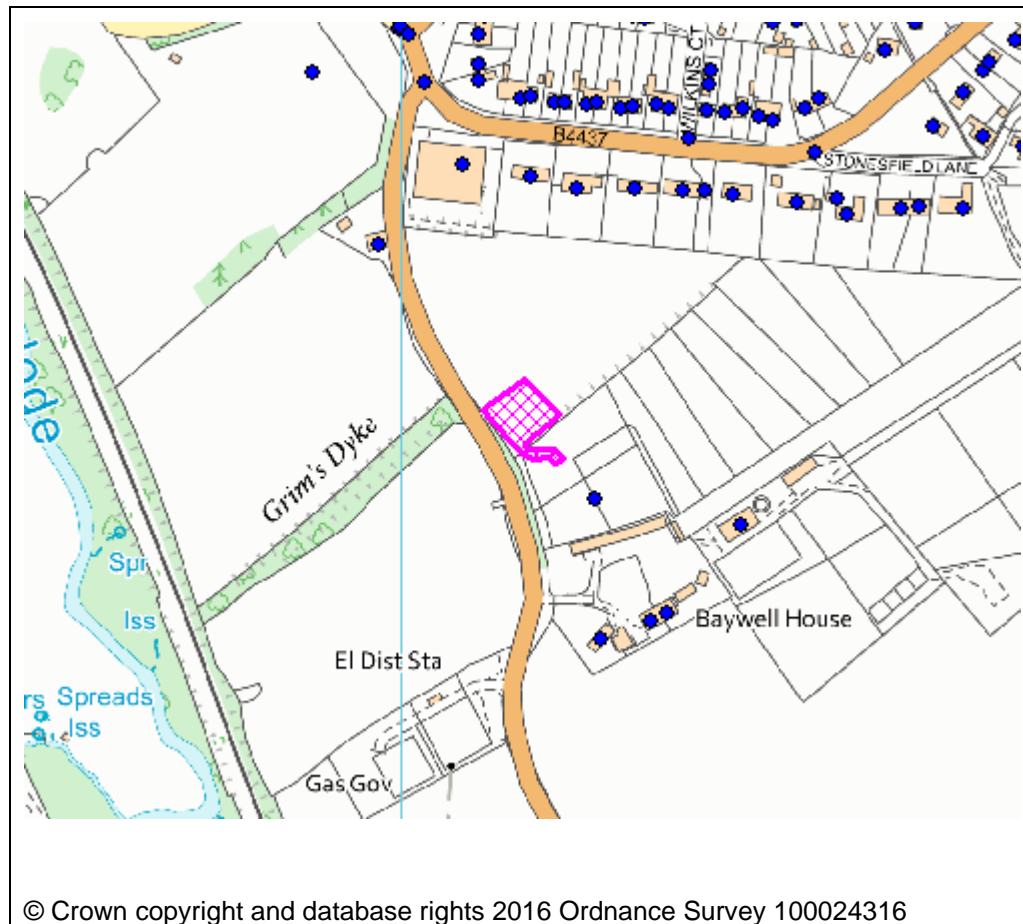 WILKINS CT
B4437
STONESFIELD LANE
Grim's Dyke
Spr
Iss
Baywell House
El Dist Sta
rs Spreads
Iss
Gas Gov
© Crown copyright and database rights 2016 Ordnance Survey 100024316